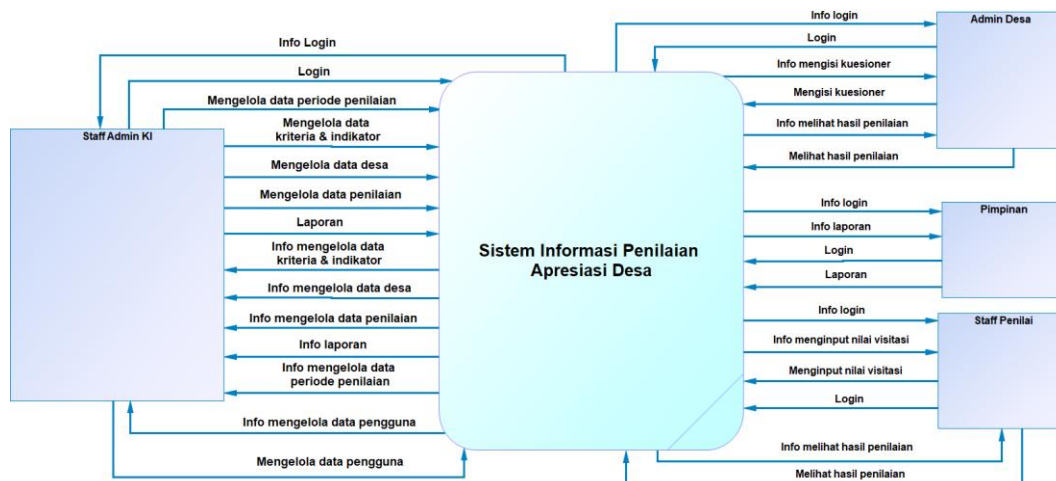 Info Login
Login
Mengelola data periode penilaian
Staff Admin KI
Mengelola data
kriteria & indikator
Mengelola data desa
Mengelola data penilaian
Laporan
Info mengelola data
kriteria & indikator
Info mengelola data desa
Info mengelola data penilaian
Info laporan
Info mengelola data
periode penilaian
Info mengelola data pengguna
Mengelola data pengguna
Sistem Informasi Penilaian
Apresiasi Desa
Info login
Admin Desa
Login
Info mengisi kuesioner
Mengisi kuesioner
Info melihat hasil penilaian
Melihat hasil penilaian
Info login
Pimpinan
Info laporan
Login
Laporan
Info login
Staff Penilai
Info menginput nilai visitasi
Menginput nilai visitasi
Login
Info melihat hasil penilaian
Melihat hasil penilaian